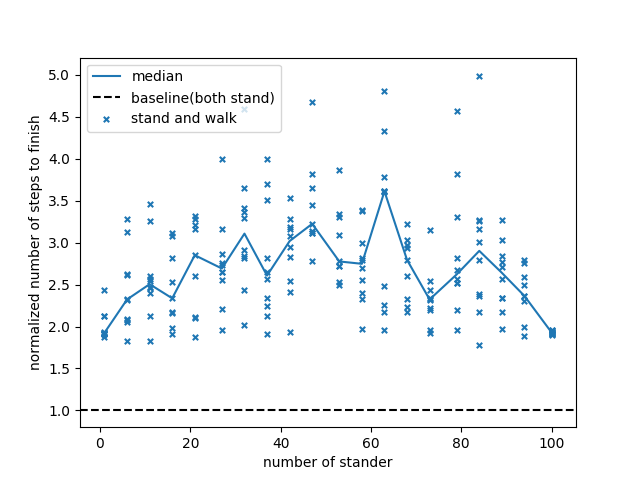 5.0
4.5
4.0
3.5
3.0
2.5
2.0
1.5
1.0
normalized number of steps to finish
median
baseline(both stand)
stand and walk
0 20 40 60 80 100
number of stander